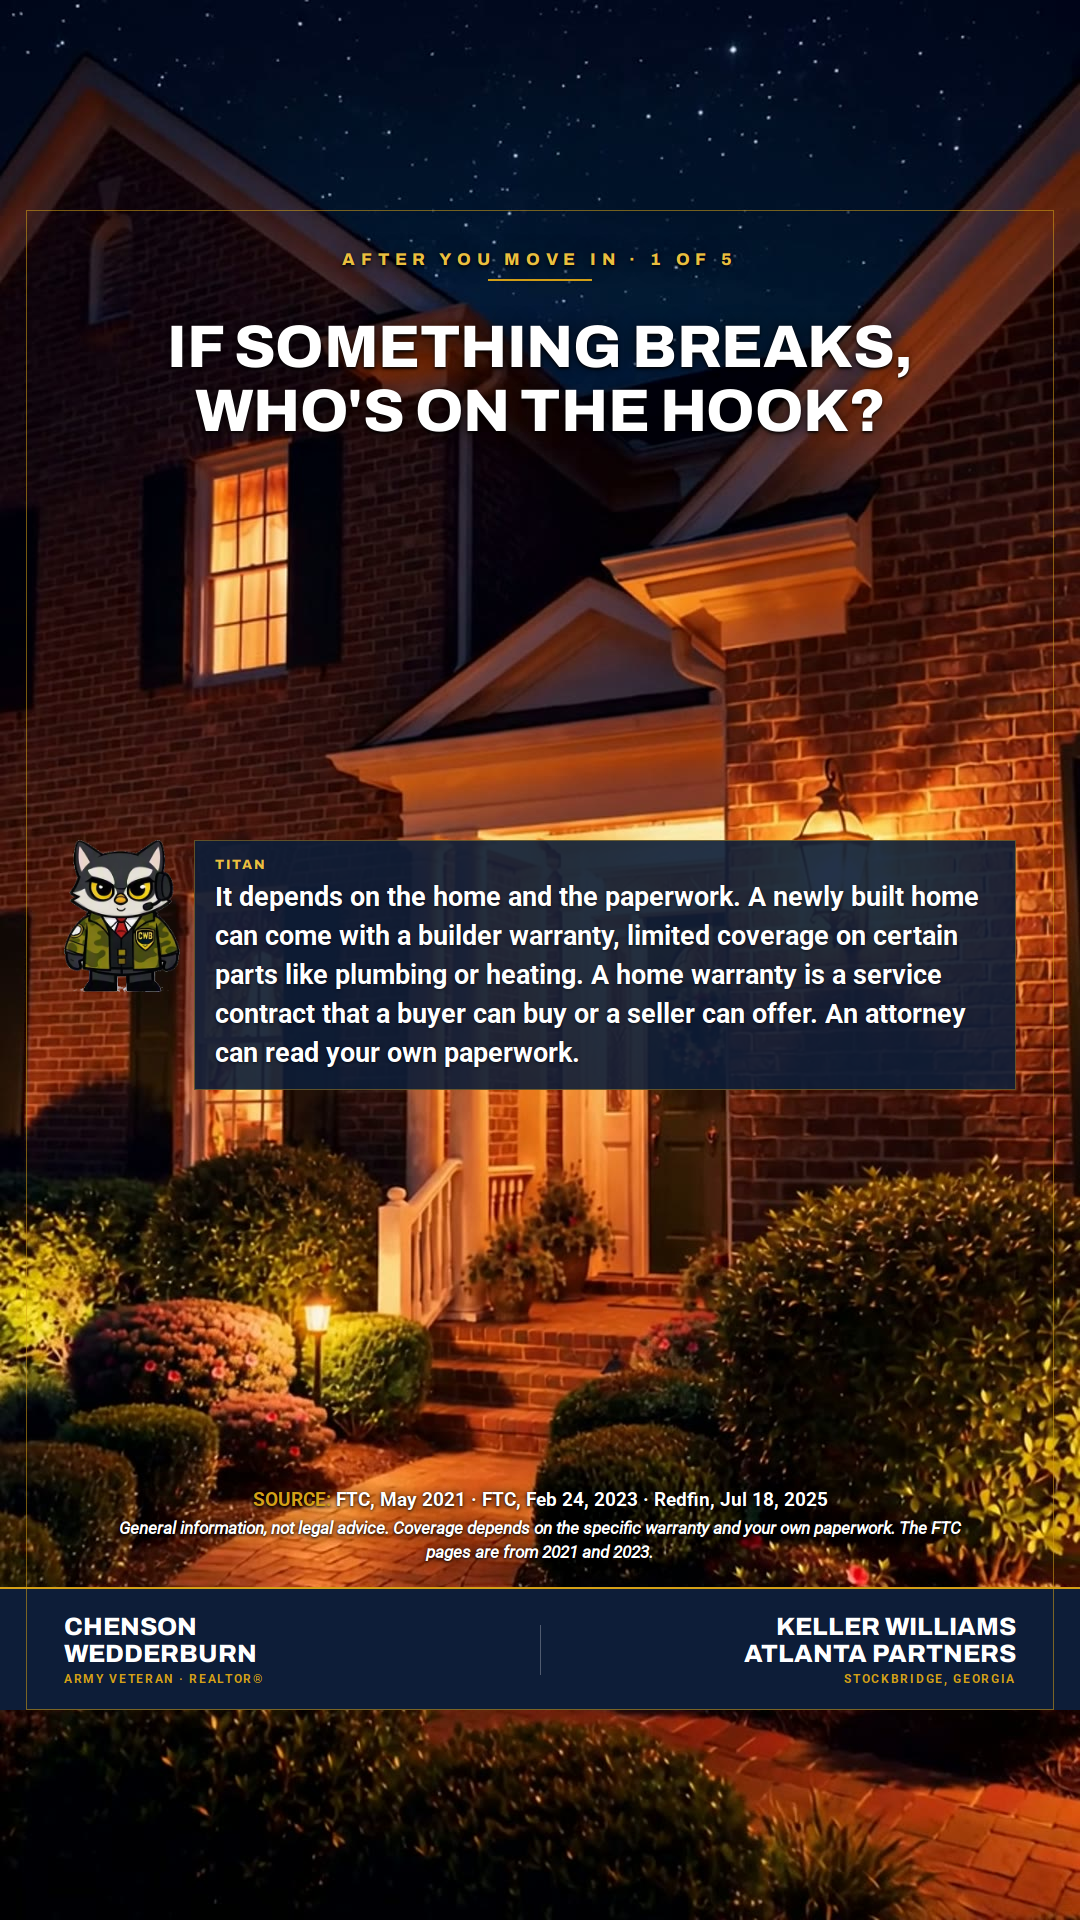 AFTER YOU MOVE IN · 1 OF 5
IF SOMETHING BREAKS,
WHO'S ON THE HOOK?
CWB
TITAN
It depends on the home and the paperwork. A newly built home
can come with a builder warranty, limited coverage on certain
parts like plumbing or heating. A home warranty is a service
contract that a buyer can buy or a seller can offer. An attorney
can read your own paperwork.
SOURCE: FTC, May 2021 · FTC, Feb 24, 2023 · Redfin, Jul 18, 2025
General information, not legal advice. Coverage depends on the specific warranty and your own paperwork. The FTC
pages are from 2021 and 2023.
CHENSON
WEDDERBURN
ARMY VETERAN · REALTOR®
KELLER WILLIAMS
ATLANTA PARTNERS
STOCKBRIDGE, GEORGIA